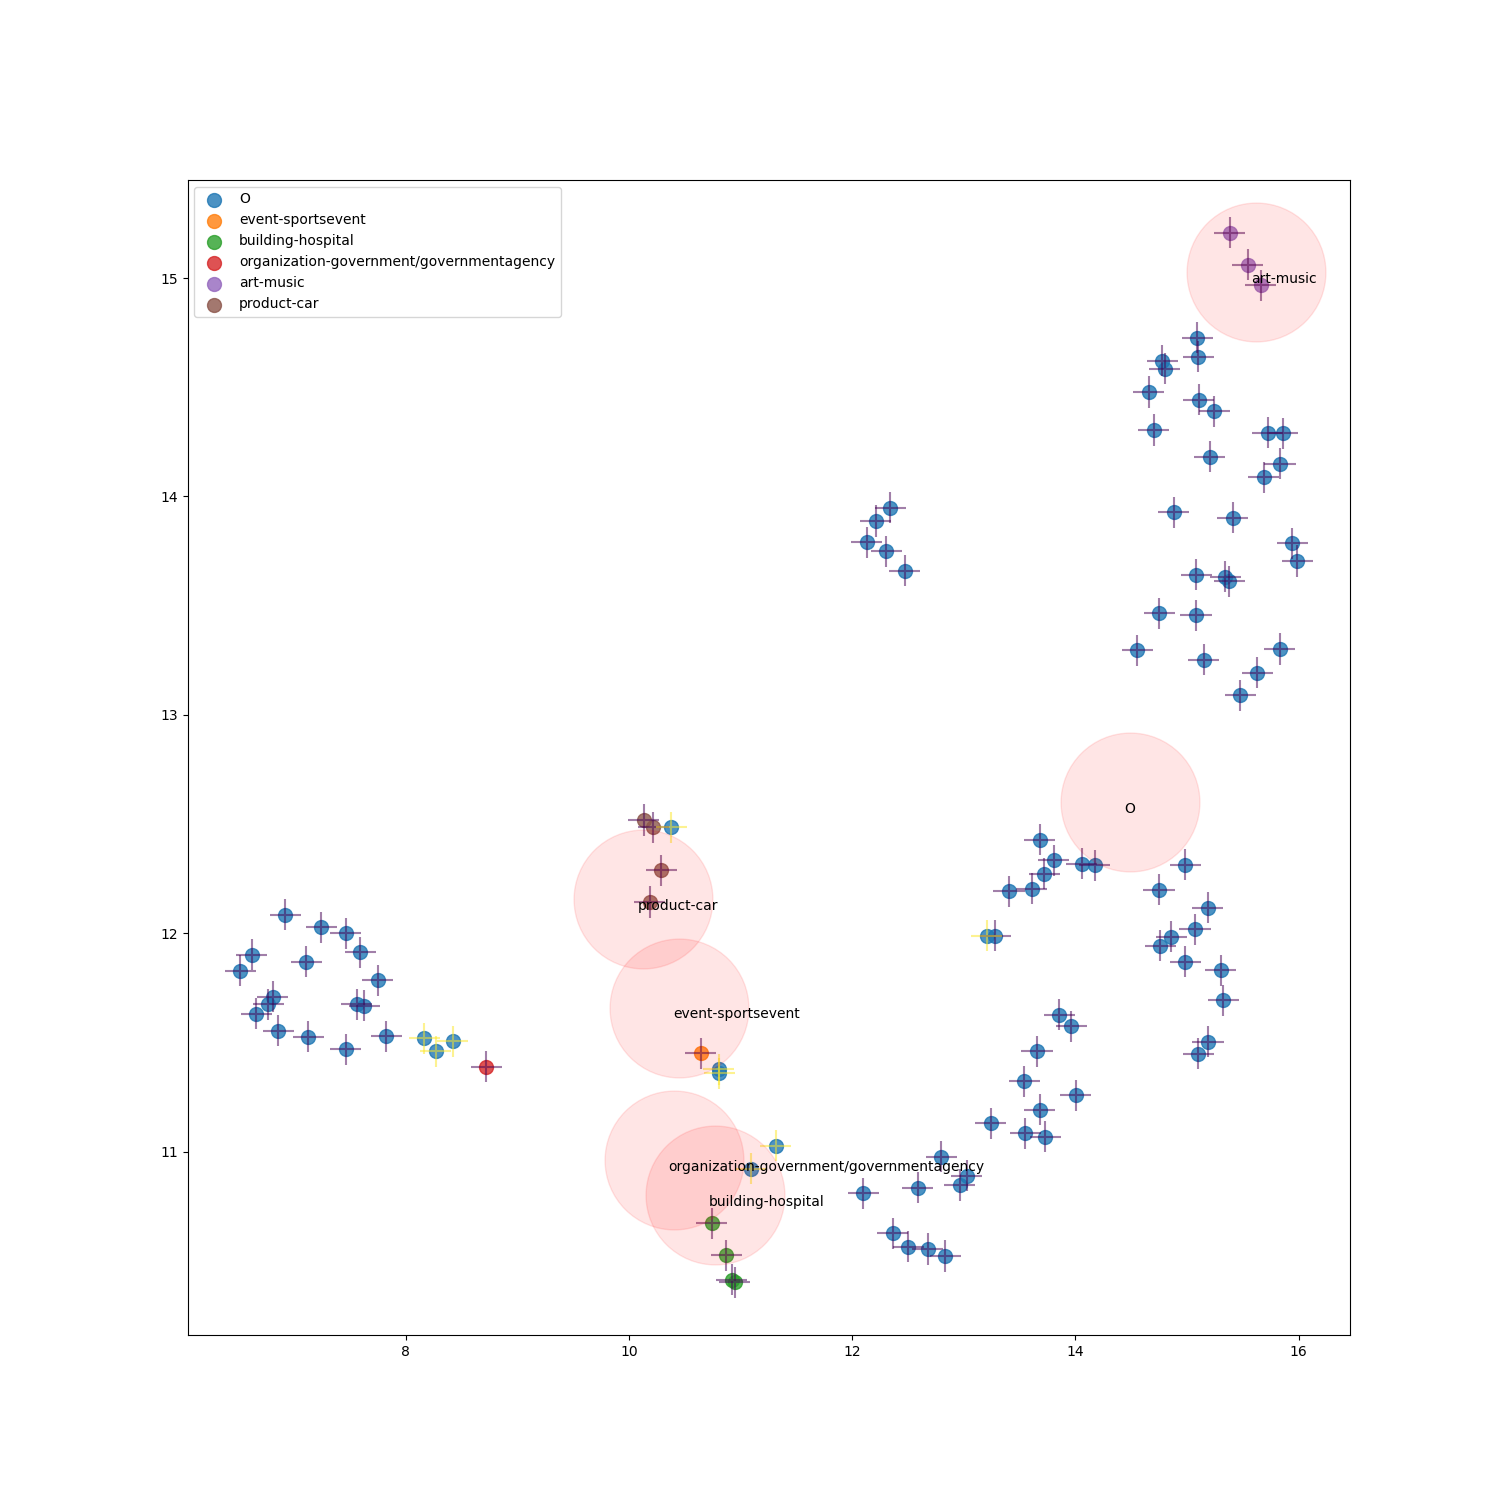 O
event-sportsevent
building-hospital
organization-government/governmentagency
art-music
product-car
art-music
O
product-car
event-sportsevent
organization-government/governmentagency
building-hospital
15
14
13
12
11
8
10
12
14
16